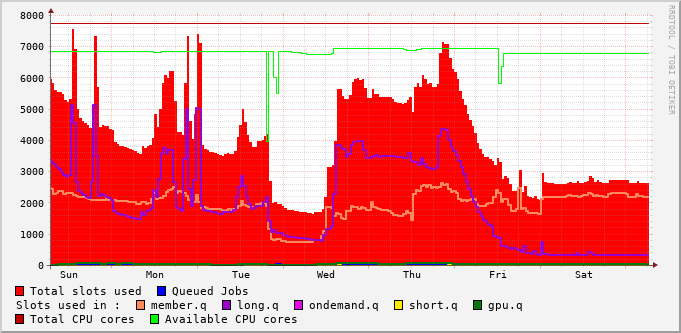 8000
7000
6000
5000
4000
3000
2000
1000
0
Sun Mon Tue Wed Thu Fri Sat
RRDTOOL / TOBI OETIKER
Total slots used Queued Jobs
Slots used in : member.q long.q ondemand.q short.q gpu.q
Total CPU cores Available CPU cores